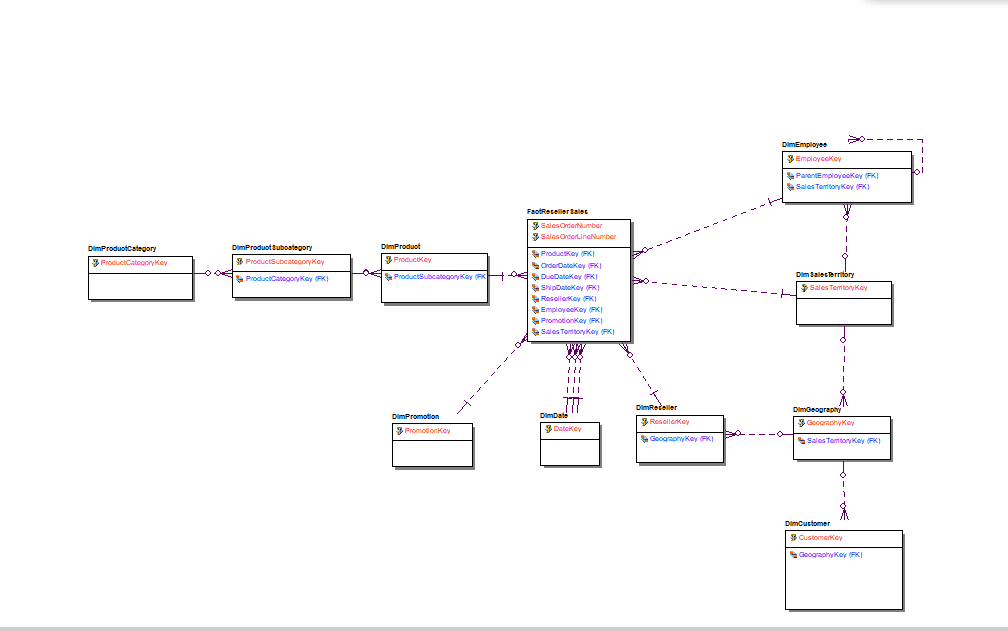 DimEmployee
EmployeeKey
ParentEmployeeKey (FK)
SalesTerritoryKey (FK)
FactResellerSales
SalesOrderNumber
SalesOrderLineNumber
ProductKey (FK)
OrderDateKey (FK)
DueDateKey (FK)
ShipDateKey (FK)
ResellerKey (FK)
EmployeeKey (FK)
PromotionKey (FK)
SalesTerritoryKey (FK)
DimProductCategory
ProductCategoryKey
DimProductSubcategory
ProductSubcategoryKey
ProductCategoryKey (FK)
DimProduct
ProductKey
ProductSubcategoryKey (FK
DimSalesTerritory
SalesTerritoryKey
DimPromotion
PromotionKey
DimDate
DateKey
DimReseller
ResellerKey
GeographyKey (FK)
DimGeography
GeographyKey
SalesTerritoryKey (FK)
DimCustomer
CustomerKey
GeographyKey (FK)